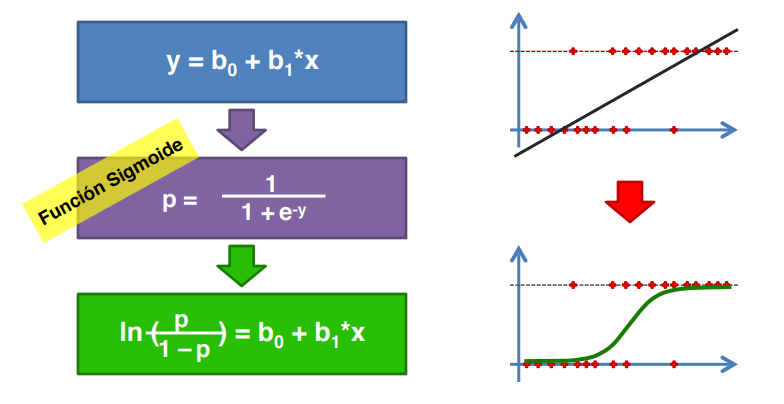 y = b₀ + b₁*x
Función Sigmoide
p = 1 / 1 + e⁻ʸ
ln (p / 1 – p) = b₀ + b₁*x